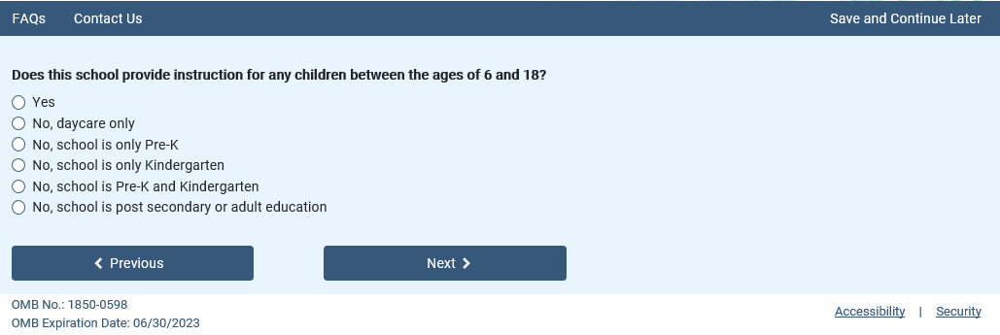 FAQs Contact Us Save and Continue Later
Does this school provide instruction for any children between the ages of 6 and 18?
Yes
No, daycare only
No, school is only Pre-K
No, school is only Kindergarten
No, school is Pre-K and Kindergarten
No, school is post secondary or adult education
Previous Next
OMB No.: 1850-0598
OMB Expiration Date: 06/30/2023
Accessibility | Security